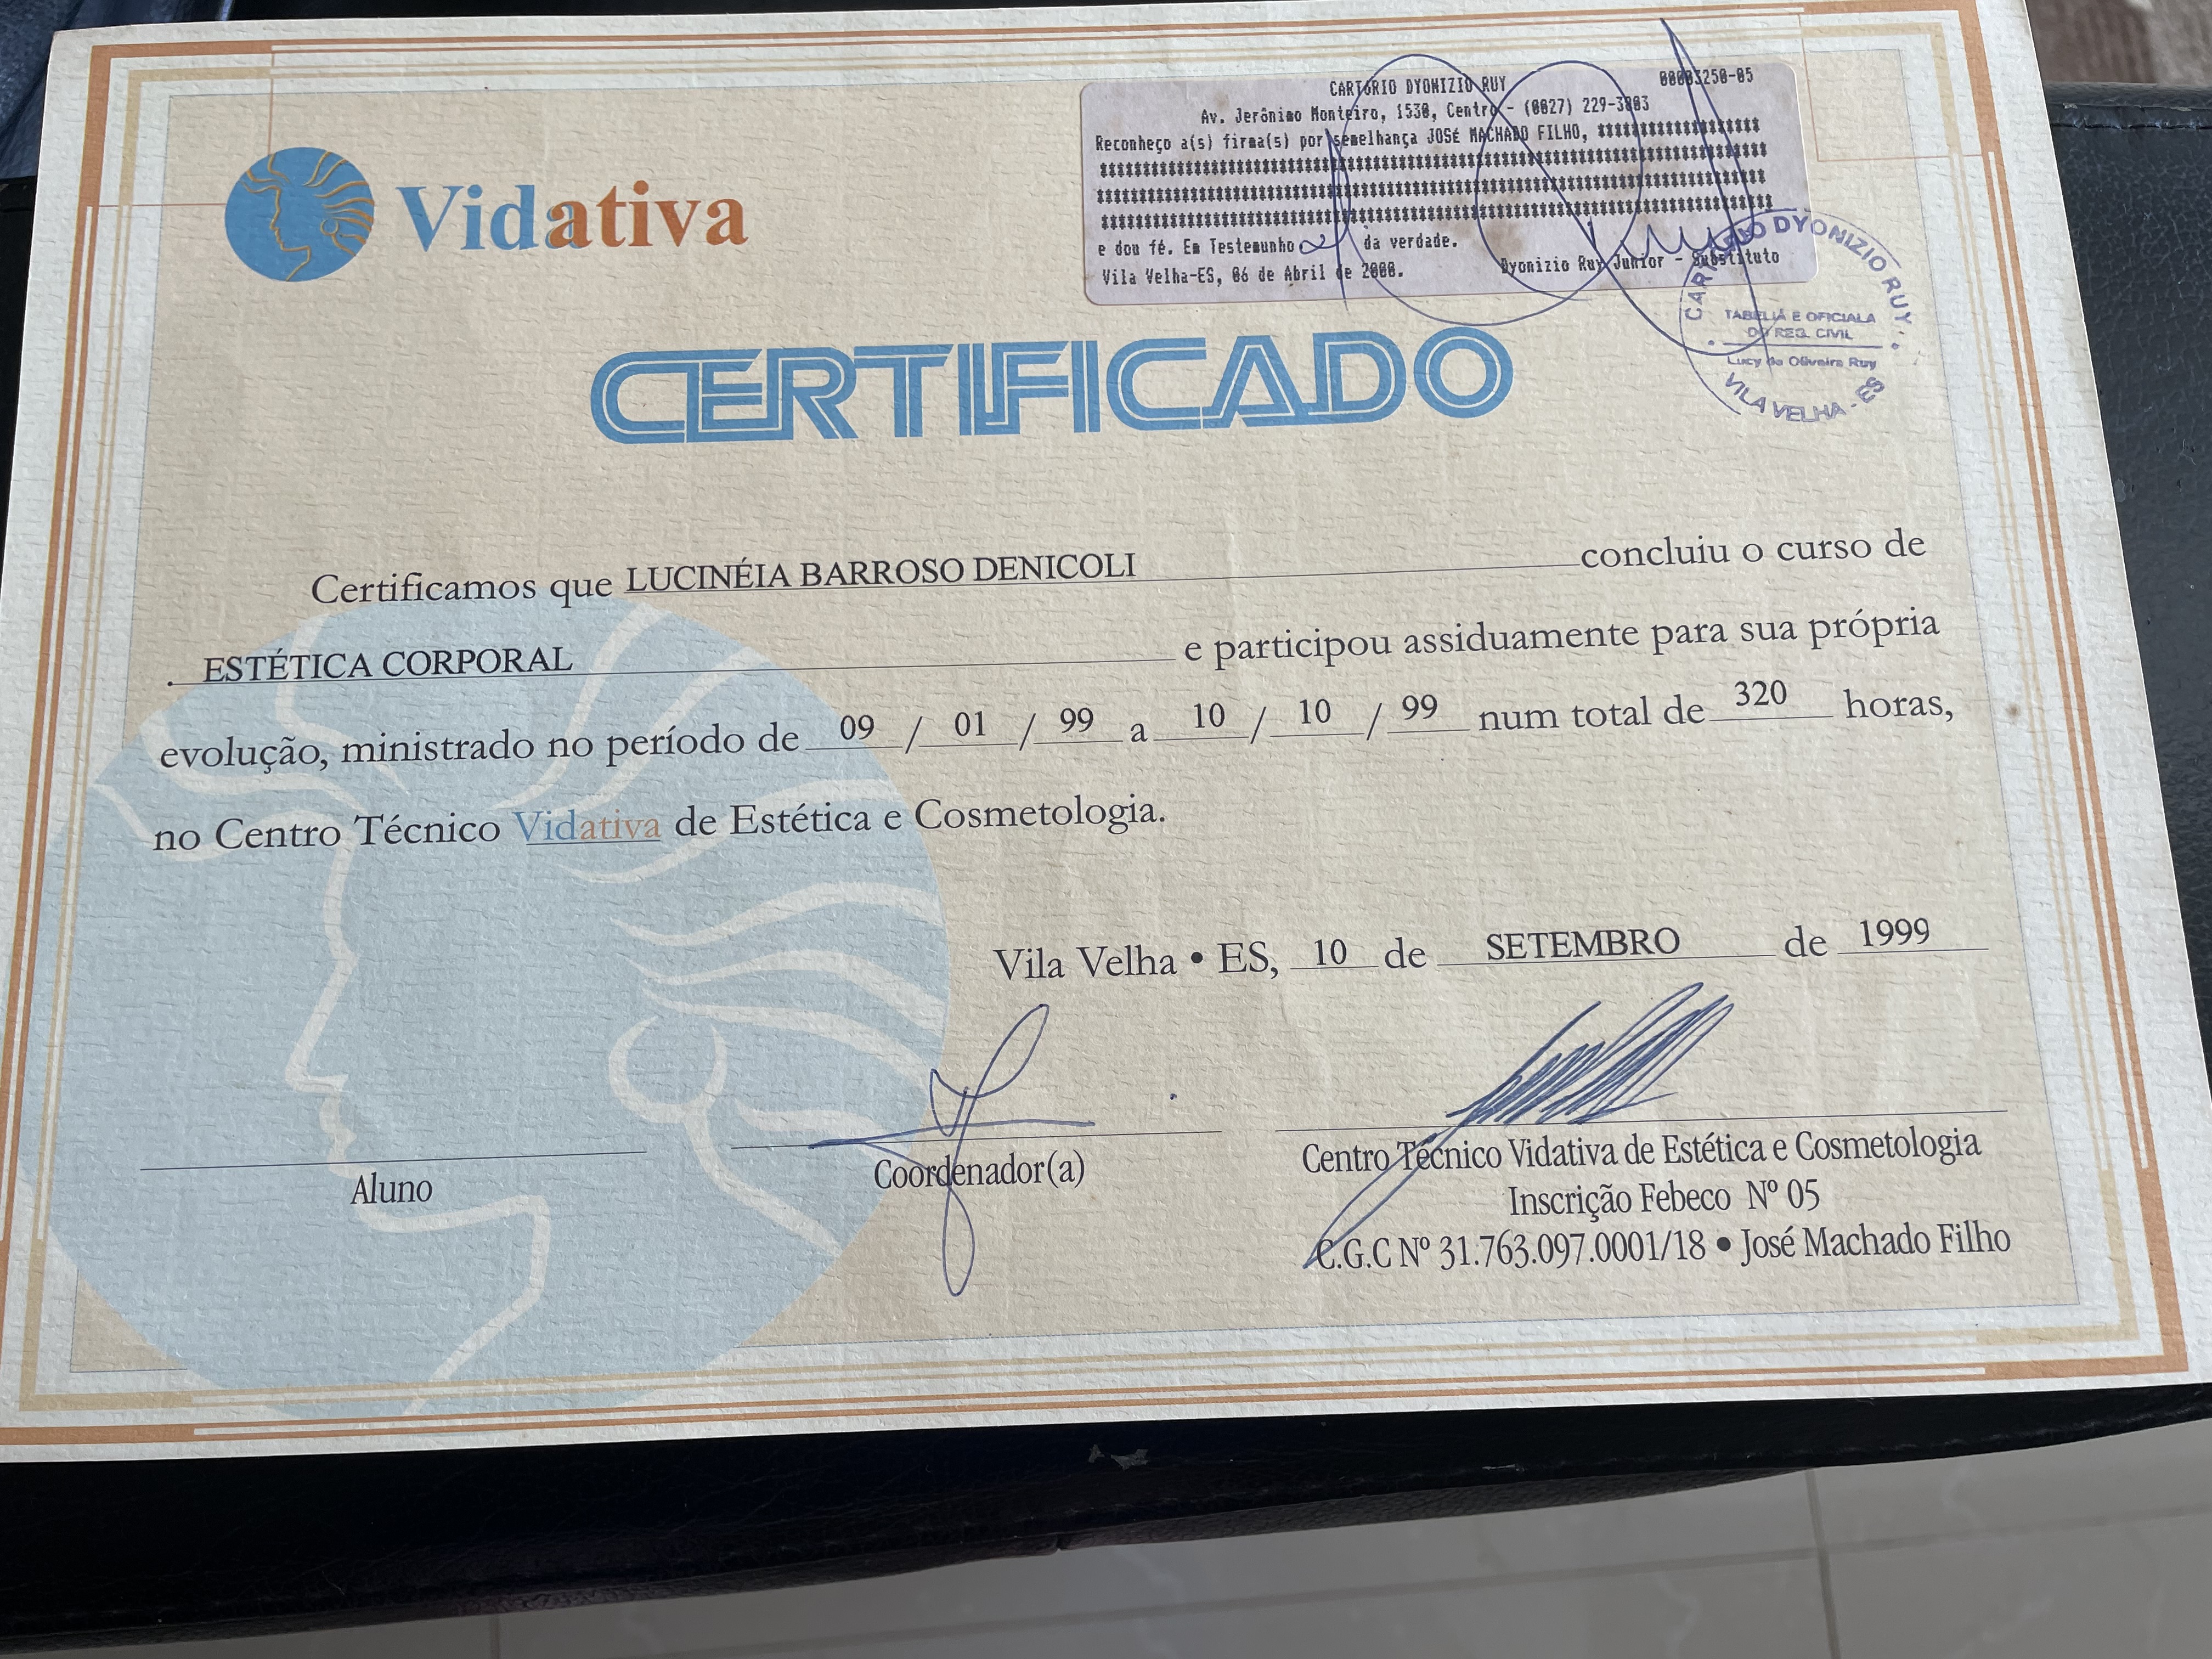 Vidativa
CARTÓRIO DYONIZIO RUY 00003250-05
Av. Jerônimo Monteiro, 1530, Centro - (0027) 229-3803
Reconheço a(s) firma(s) por semelhança JOSÉ MACHADO FILHO,
e dou fé. Em Testemunho da verdade.
Vila Velha-ES, 06 de Abril de 2000. Dyonizio Ruy Junior - Substituto
CARTÓRIO DYONIZIO RUY
TABELIÃ E OFICIALA
DO REG. CIVIL
Lucy de Oliveira Ruy
VILA VELHA - ES
CERTIFICADO
Certificamos que LUCINÉIA BARROSO DENICOLI concluiu o curso de
. ESTÉTICA CORPORAL e participou assiduamente para sua própria
evolução, ministrado no período de 09 / 01 / 99 a 10 / 10 / 99 num total de 320 horas,
no Centro Técnico Vidativa de Estética e Cosmetologia.
Vila Velha • ES, 10 de SETEMBRO de 1999
Aluno
Coordenador(a)
Centro Técnico Vidativa de Estética e Cosmetologia
Inscrição Febeco Nº 05
C.G.C Nº 31.763.097.0001/18 • José Machado Filho